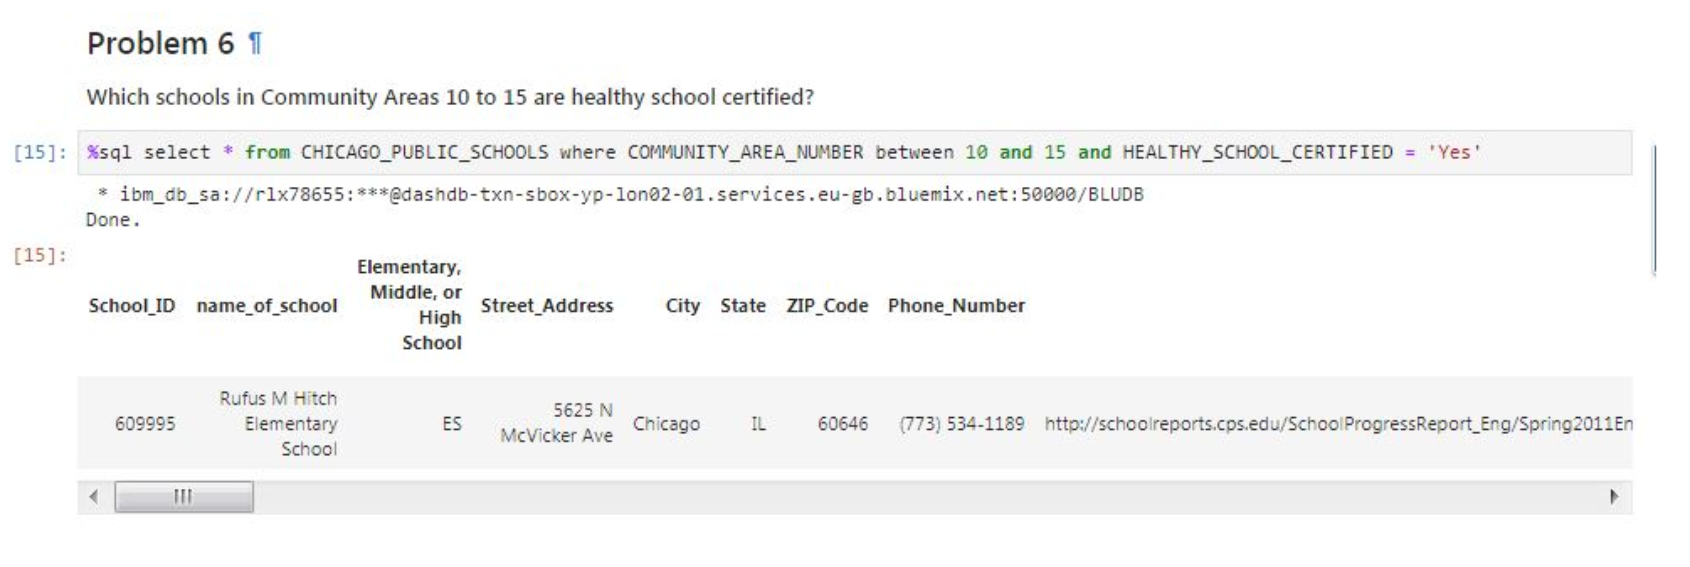 Problem 6 ¶
Which schools in Community Areas 10 to 15 are healthy school certified?
[15]: %sql select * from CHICAGO_PUBLIC_SCHOOLS where COMMUNITY_AREA_NUMBER between 10 and 15 and HEALTHY_SCHOOL_CERTIFIED = 'Yes'
* ibm_db_sa://rlx78655:***@dashdb-txn-sbox-yp-lon02-01.services.eu-gb.bluemix.net:50000/BLUDB
Done.
[15]:
Elementary,
Middle, or
School_ID name_of_school High Street_Address City State ZIP_Code Phone_Number
School
Rufus M Hitch
609995 Elementary ES 5625 N Chicago IL 60646 (773) 534-1189 http://schoolreports.cps.edu/SchoolProgressReport_Eng/Spring2011En
School McVicker Ave